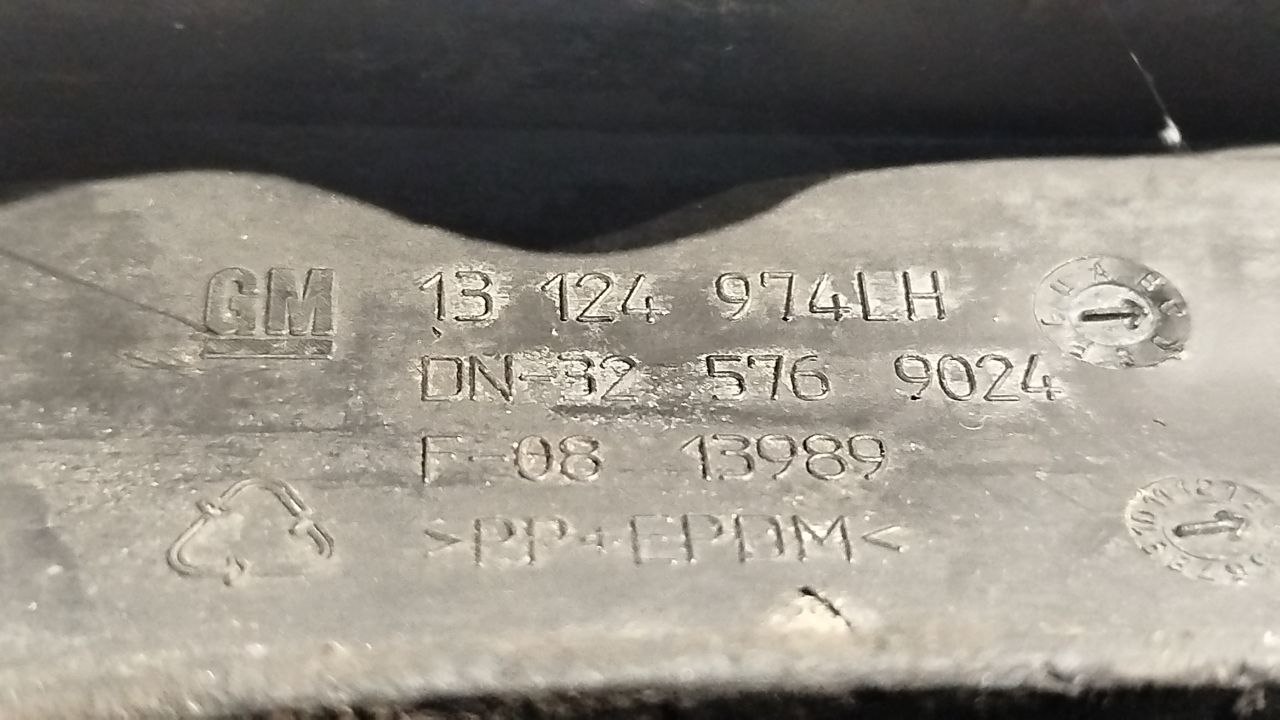 GM
13 124 974LH
DN-32 576 9024
F-08 13989
>PP+EPDM<